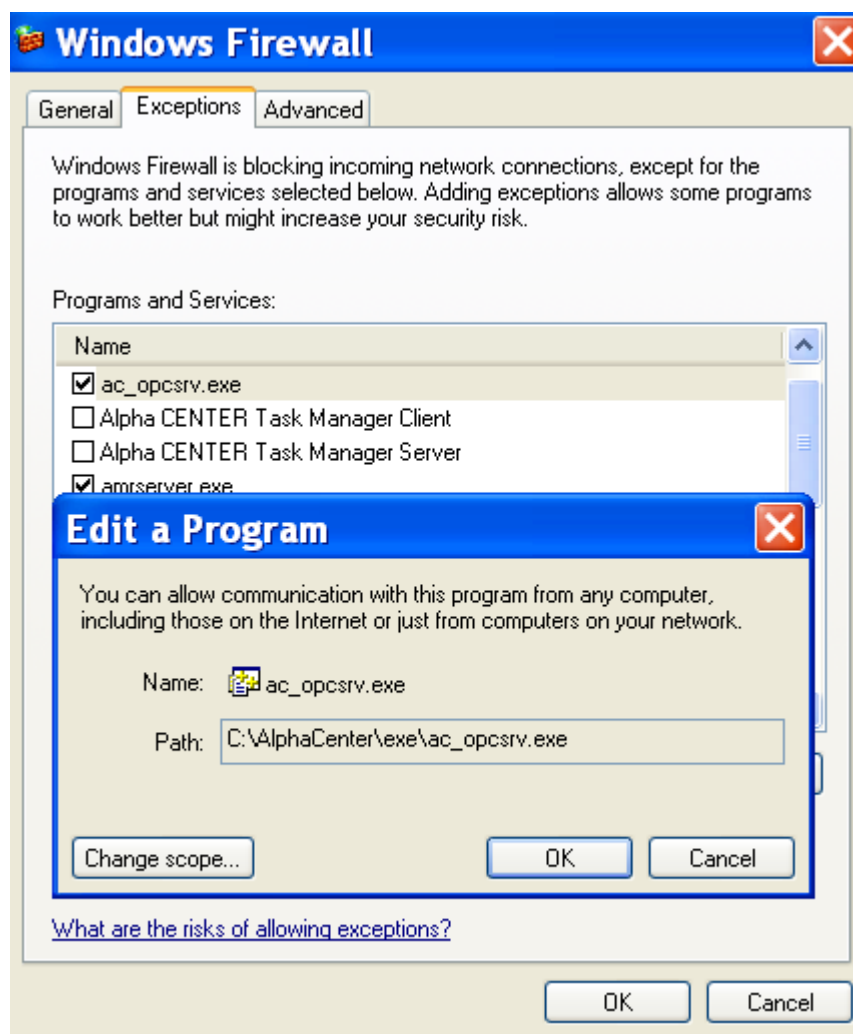 Windows Firewall
General Exceptions Advanced
Windows Firewall is blocking incoming network connections, except for the
programs and services selected below. Adding exceptions allows some programs
to work better but might increase your security risk.
Programs and Services:
Name
ac_opcsrv.exe
Alpha CENTER Task Manager Client
Alpha CENTER Task Manager Server
amrserver.exe
Edit a Program
You can allow communication with this program from any computer,
including those on the Internet or just from computers on your network.
Name: ac_opcsrv.exe
Path: C:\AlphaCenter\exe\ac_opcsrv.exe
Change scope... OK Cancel
What are the risks of allowing exceptions?
OK Cancel